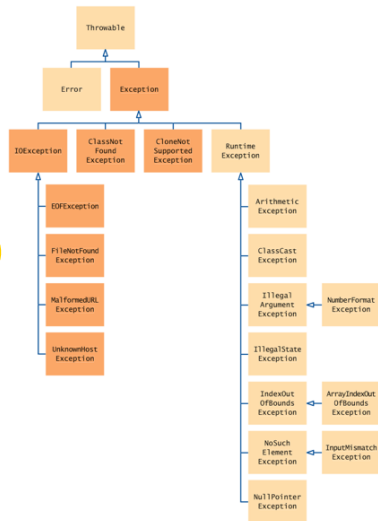 Throwable
Error
Exception
IOException
ClassNot
Found
Exception
CloneNot
Supported
Exception
Runtime
Exception
EOFException
FileNotFound
Exception
MalformedURL
Exception
UnknownHost
Exception
Arithmetic
Exception
ClassCast
Exception
Illegal
Argument
Exception
NumberFormat
Exception
IllegalState
Exception
IndexOut
OfBounds
Exception
ArrayIndexOut
OfBounds
Exception
NoSuch
Element
Exception
InputMismatch
Exception
NullPointer
Exception